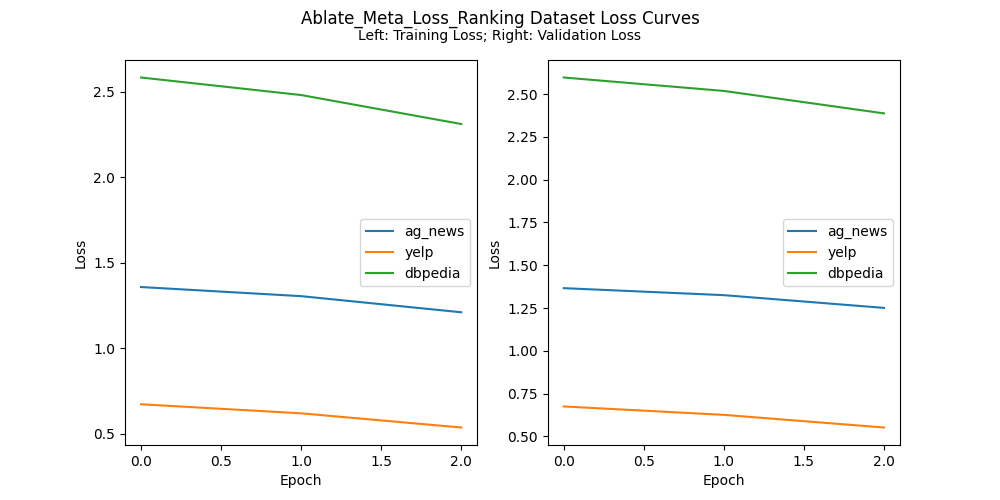 Ablate_Meta_Loss_Ranking Dataset Loss Curves
Left: Training Loss; Right: Validation Loss
Loss
2.5
2.0
1.5
1.0
0.5
ag_news
yelp
dbpedia
0.0 0.5 1.0 1.5 2.0
Epoch
Loss
2.50
2.25
2.00
1.75
1.50
1.25
1.00
0.75
0.50
ag_news
yelp
dbpedia
0.0 0.5 1.0 1.5 2.0
Epoch